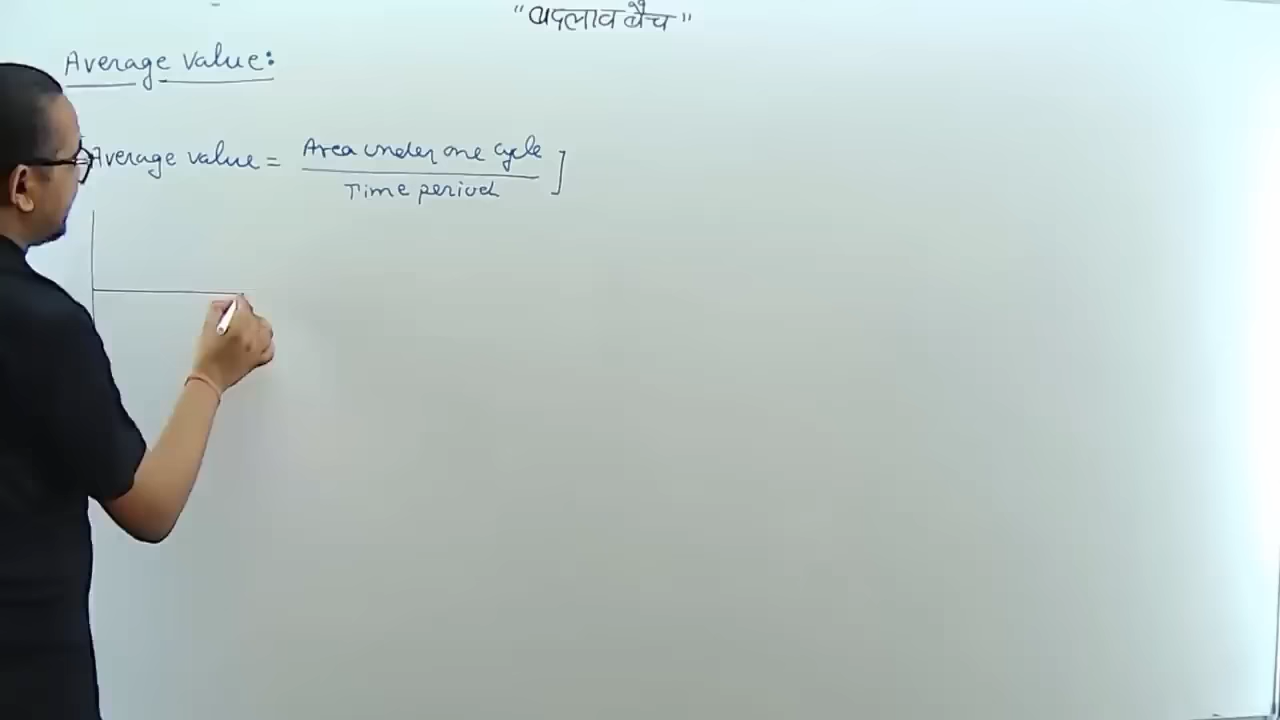 "बदलाव बैच"
Average value:
Average value = Area under one cycle
Time period ]